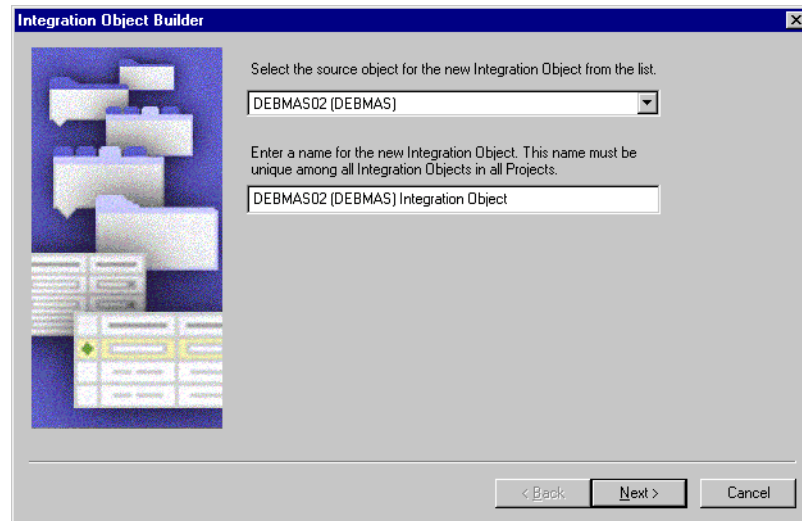 Integration Object Builder
Select the source object for the new Integration Object from the list.
DEBMAS02 (DEBMAS)
Enter a name for the new Integration Object. This name must be
unique among all Integration Objects in all Projects.
DEBMAS02 (DEBMAS) Integration Object
< Back Next > Cancel